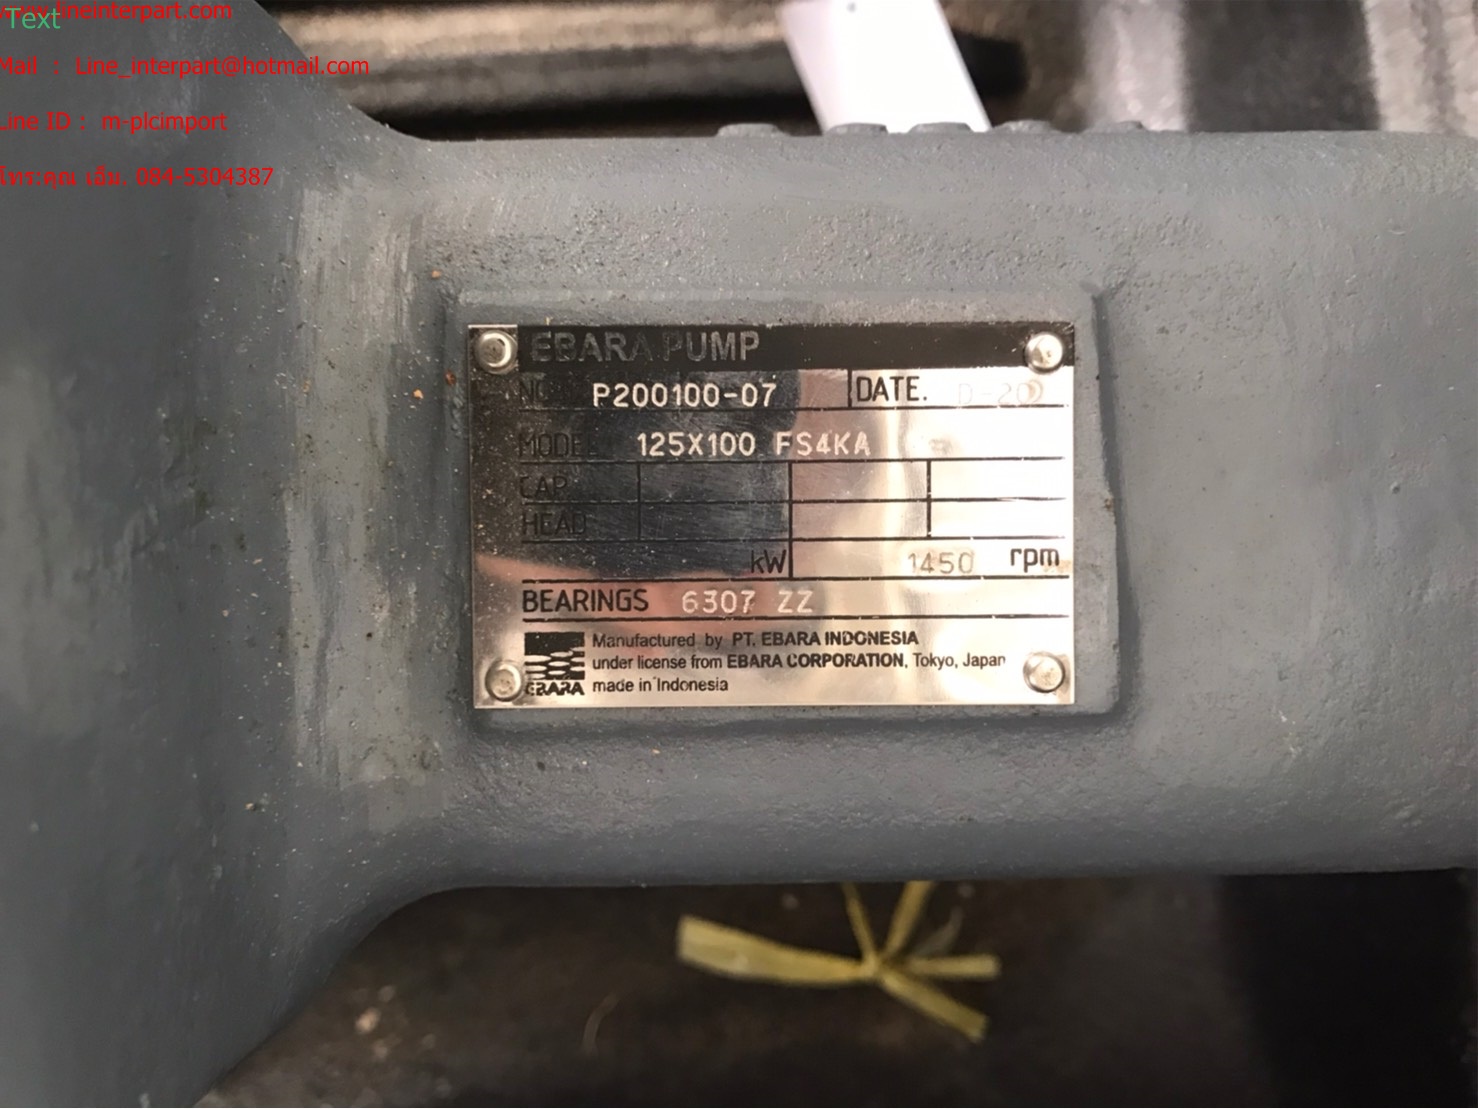 www.lineinterpart.com
Text
Mail : Line_interpart@hotmail.com
Line ID : m-plcimport
โทร:คุณ เอ็ม. 084-5304387
EBARA PUMP
NO. P200100-07 DATE. D-20
MODEL 125X100 FS4KA
CAP.
HEAD
kW 1450 rpm
BEARINGS 6307 ZZ
Manufactured by PT. EBARA INDONESIA
under license from EBARA CORPORATION, Tokyo, Japan
EBARA made in Indonesia